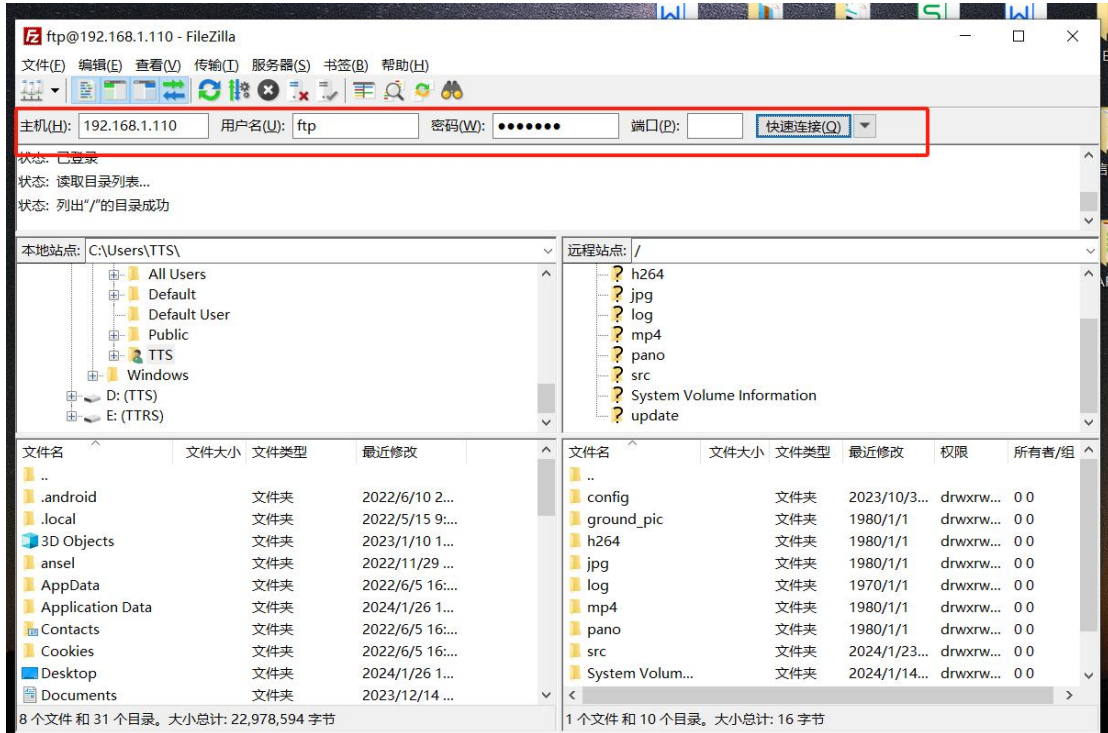 ftp@192.168.1.110 - FileZilla
文件(F) 编辑(E) 查看(V) 传输(T) 服务器(S) 书签(B) 帮助(H)
主机(H): 192.168.1.110 用户名(U): ftp 密码(W): ●●●●●●● 端口(P): 快速连接(Q)
状态: 已登录
状态: 读取目录列表...
状态: 列出"/"的目录成功
本地站点: C:\Users\TTS\
All Users
Default
Default User
Public
TTS
Windows
D: (TTS)
E: (TTRS)
远程站点: /
h264
jpg
log
mp4
pano
src
System Volume Information
update
文件名 文件大小 文件类型 最近修改
..
.android 文件夹 2022/6/10 2...
.local 文件夹 2022/5/15 9:...
3D Objects 文件夹 2023/1/10 1...
ansel 文件夹 2022/11/29 ...
AppData 文件夹 2022/6/5 16:...
Application Data 文件夹 2024/1/26 1...
Contacts 文件夹 2022/6/5 16:...
Cookies 文件夹 2022/6/5 16:...
Desktop 文件夹 2024/1/26 1...
Documents 文件夹 2023/12/14 ...
8 个文件 和 31 个目录。大小总计: 22,978,594 字节
文件名 文件大小 文件类型 最近修改 权限 所有者/组
..
config 文件夹 2023/10/3... drwxrw... 0 0
ground_pic 文件夹 1980/1/1 drwxrw... 0 0
h264 文件夹 1980/1/1 drwxrw... 0 0
jpg 文件夹 1980/1/1 drwxrw... 0 0
log 文件夹 1970/1/1 drwxrw... 0 0
mp4 文件夹 1980/1/1 drwxrw... 0 0
pano 文件夹 1980/1/1 drwxrw... 0 0
src 文件夹 2024/1/23... drwxrw... 0 0
System Volum... 文件夹 2024/1/14... drwxrw... 0 0
1 个文件 和 10 个目录。大小总计: 16 字节